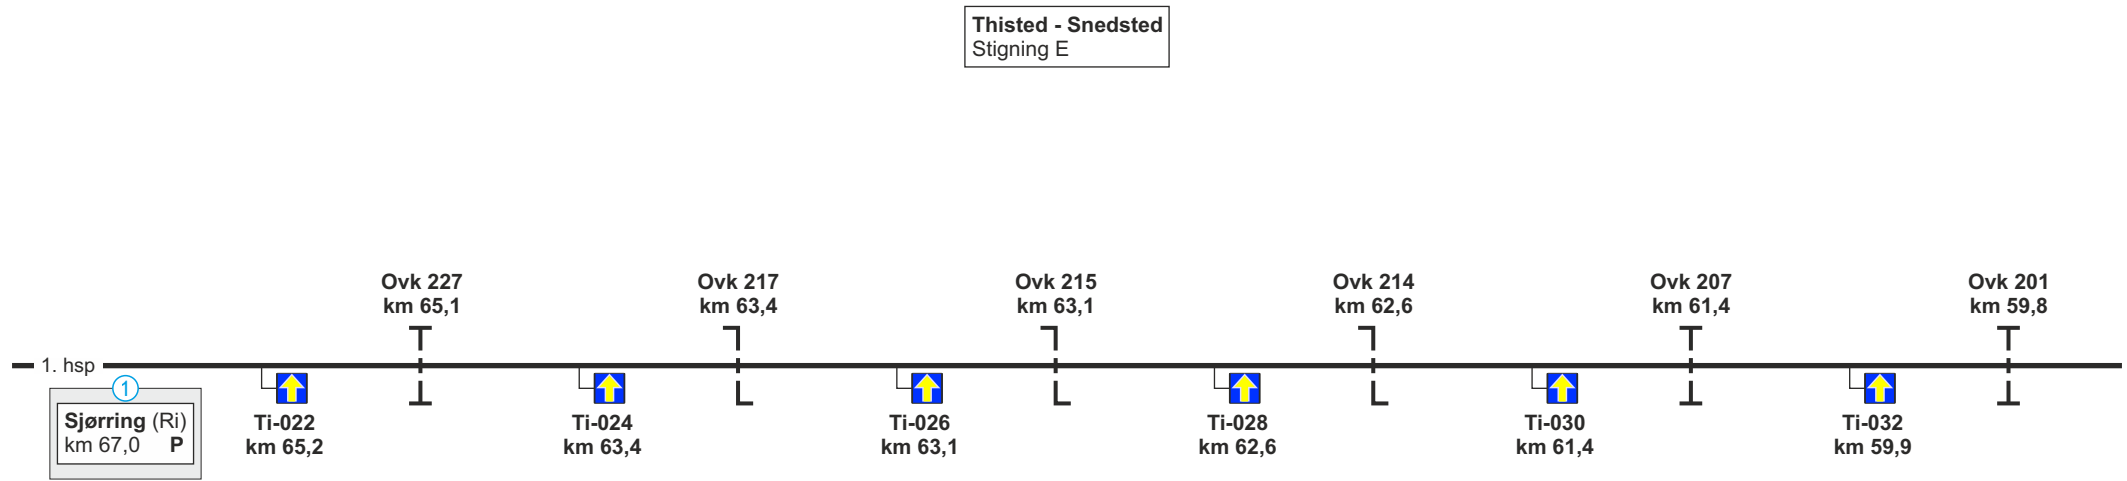 Thisted - Snedsted
Stigning E
Ovk 227
km 65,1
Ovk 217
km 63,4
Ovk 215
km 63,1
Ovk 214
km 62,6
Ovk 207
km 61,4
Ovk 201
km 59,8
1. hsp
1
Sjørring (Ri)
km 67,0 P
Ti-022
km 65,2
Ti-024
km 63,4
Ti-026
km 63,1
Ti-028
km 62,6
Ti-030
km 61,4
Ti-032
km 59,9